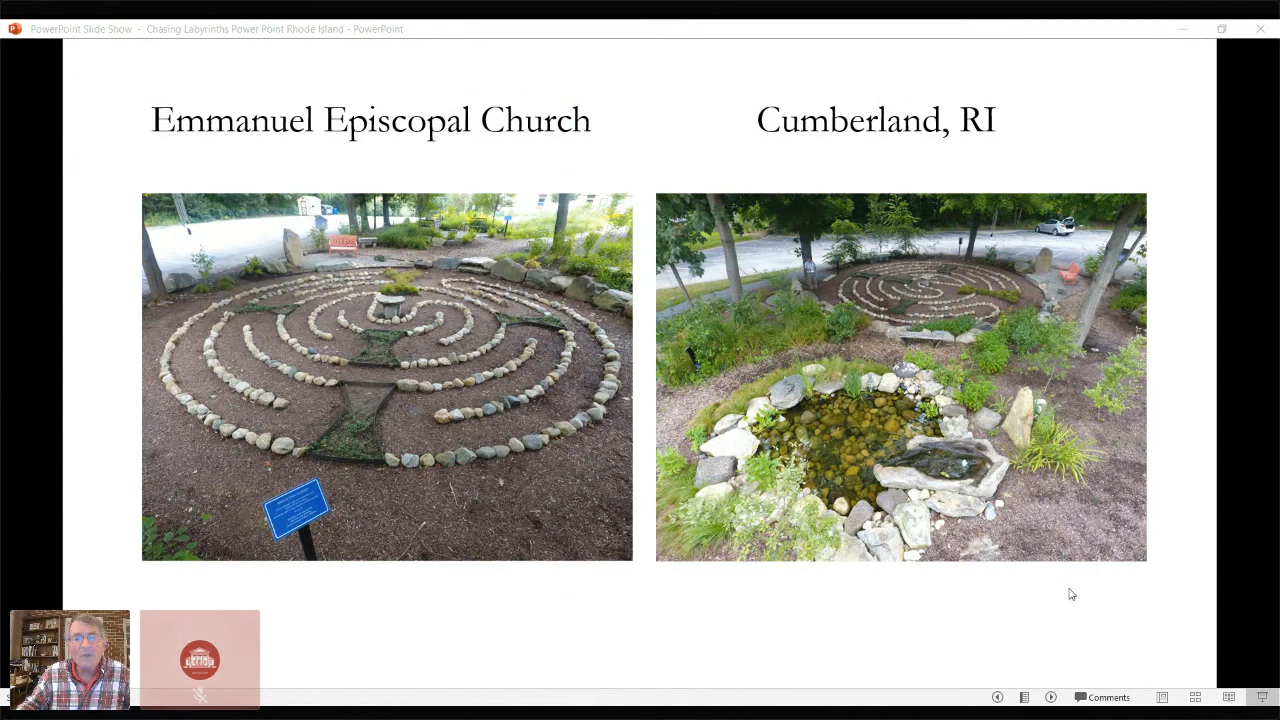 PowerPoint Slide Show - Chasing Labyrinths Power Point Rhode Island - PowerPoint
Emmanuel Episcopal Church
Cumberland, RI
Comments